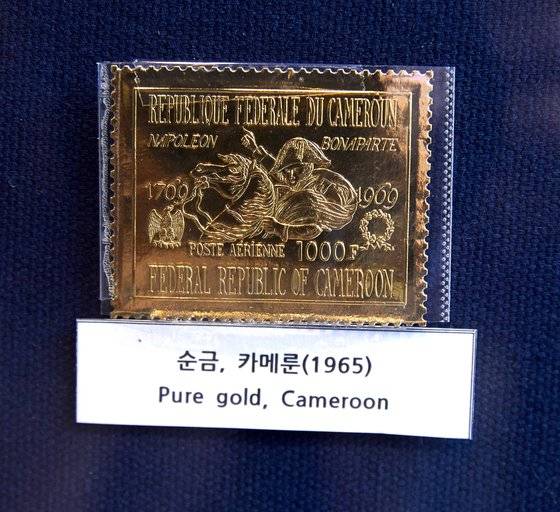 REPUBLIQUE FEDERALE DU CAMEROUN
NAPOLEON BONAPARTE
1769 1969
POSTE AÉRIENNE 1000F
FEDERAL REPUBLIC OF CAMEROON
순금, 카메룬(1965)
Pure gold, Cameroon